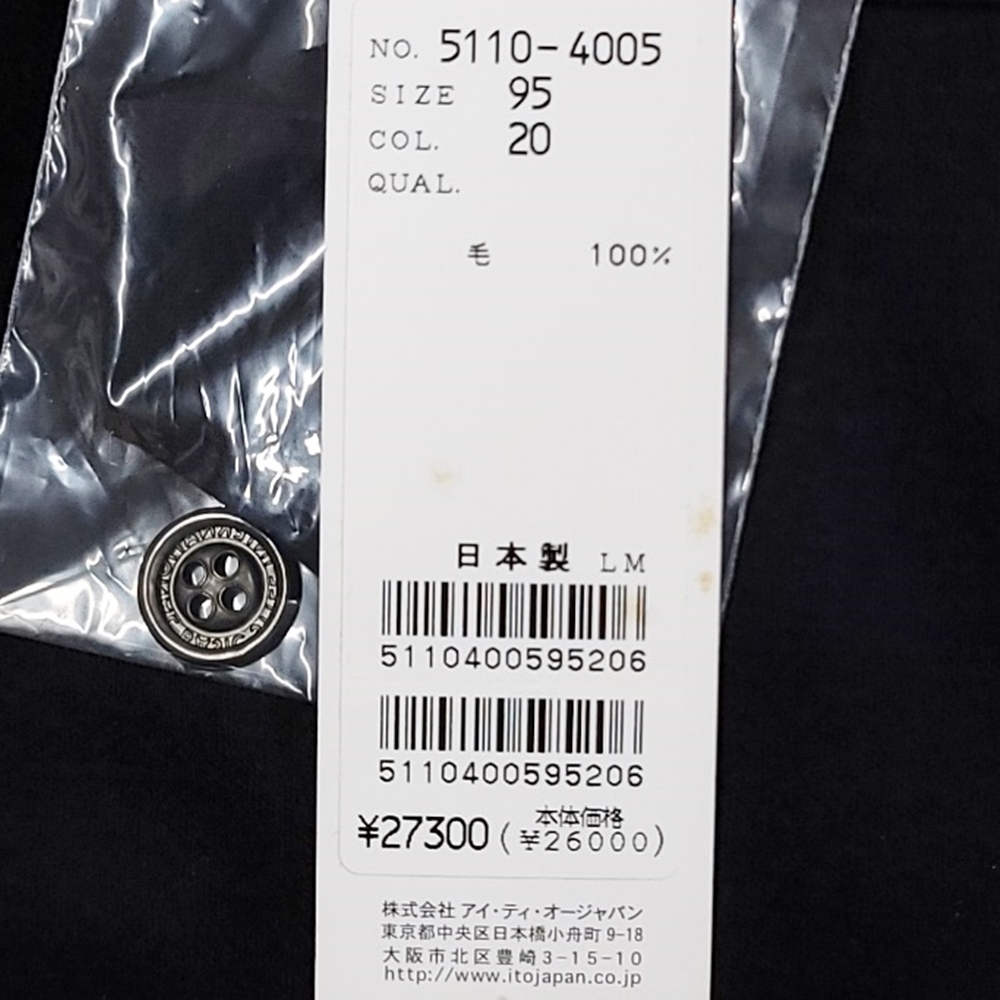 NO. 5110-4005
SIZE 95
COL. 20
QUAL.
毛 100%
日本製 LM
5110400595206
5110400595206
¥27300(本体価格 ¥26000)
株式会社 アイ・ティ・オージャパン
東京都中央区日本橋小舟町 9-18
大阪市北区豊崎3-15-10
http://www.itojapan.co.jp